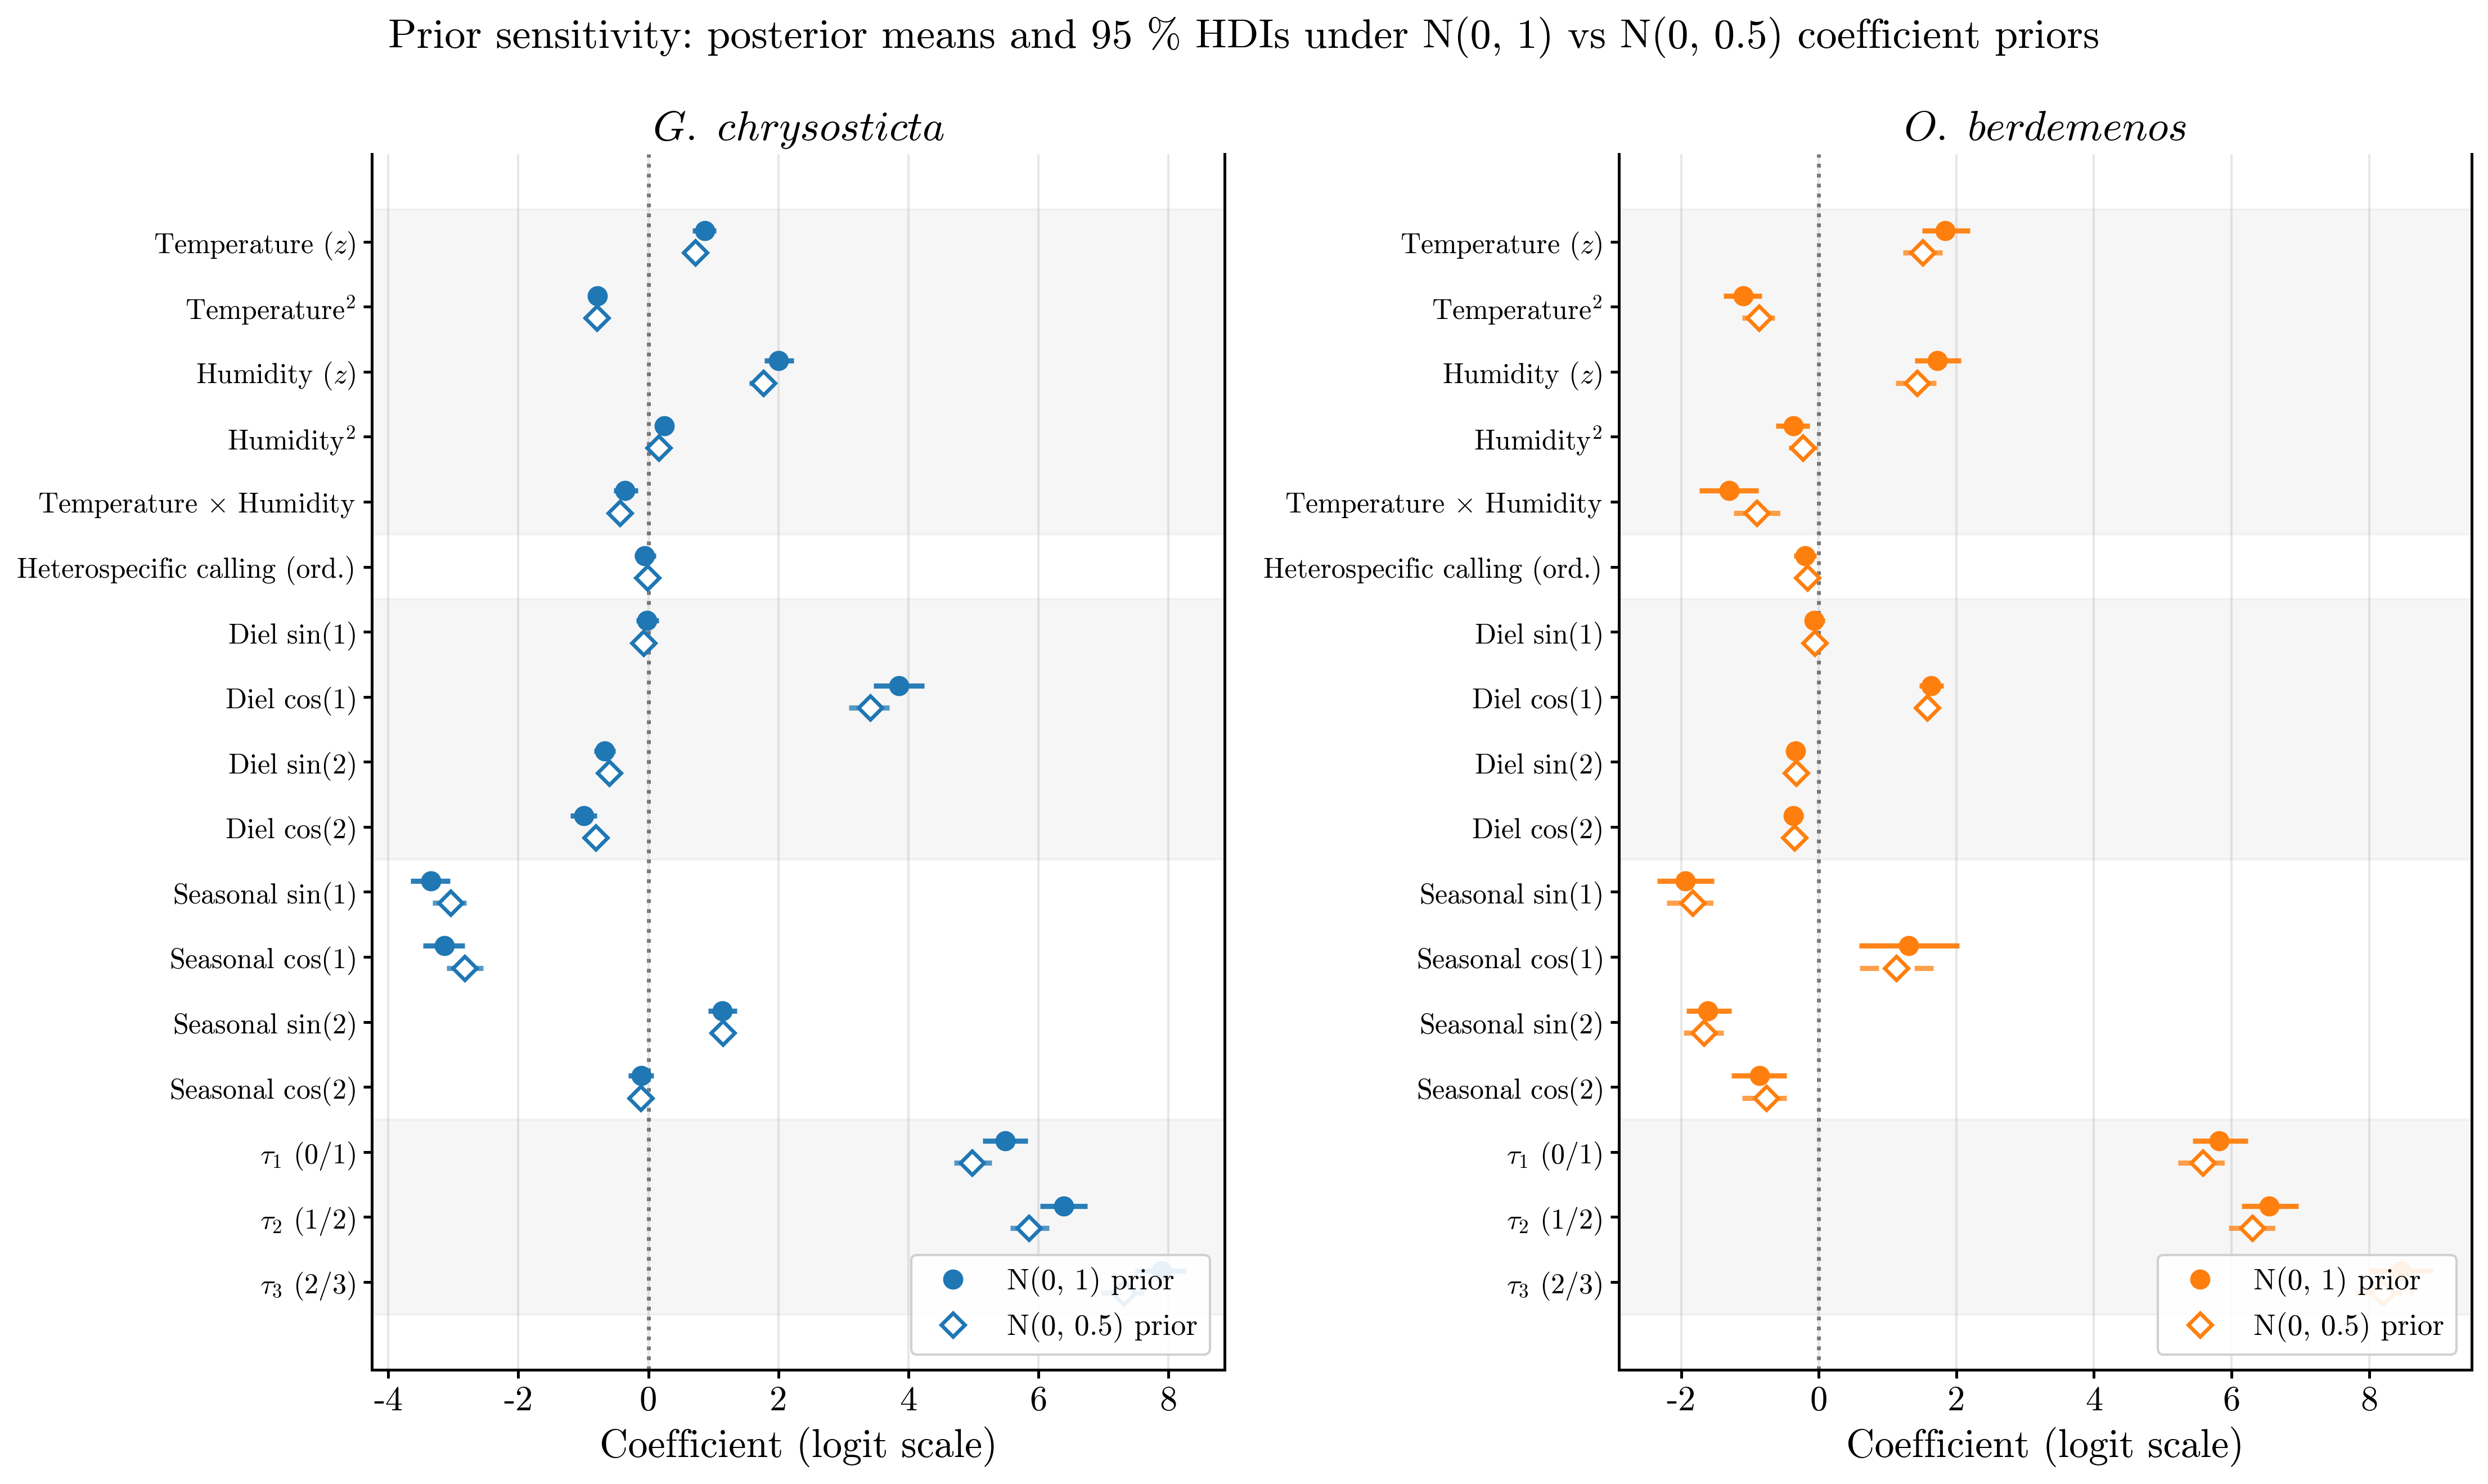 Prior sensitivity: posterior means and 95 % HDIs under N(0, 1) vs N(0, 0.5) coefficient priors
G. chrysosticta
Temperature (z)
Temperature²
Humidity (z)
Humidity²
Temperature × Humidity
Heterospecific calling (ord.)
Diel sin(1)
Diel cos(1)
Diel sin(2)
Diel cos(2)
Seasonal sin(1)
Seasonal cos(1)
Seasonal sin(2)
Seasonal cos(2)
τ₁ (0/1)
τ₂ (1/2)
τ₃ (2/3)
N(0, 1) prior
N(0, 0.5) prior
-4 -2 0 2 4 6 8
Coefficient (logit scale)
O. berdemenos
Temperature (z)
Temperature²
Humidity (z)
Humidity²
Temperature × Humidity
Heterospecific calling (ord.)
Diel sin(1)
Diel cos(1)
Diel sin(2)
Diel cos(2)
Seasonal sin(1)
Seasonal cos(1)
Seasonal sin(2)
Seasonal cos(2)
τ₁ (0/1)
τ₂ (1/2)
τ₃ (2/3)
N(0, 1) prior
N(0, 0.5) prior
-2 0 2 4 6 8
Coefficient (logit scale)